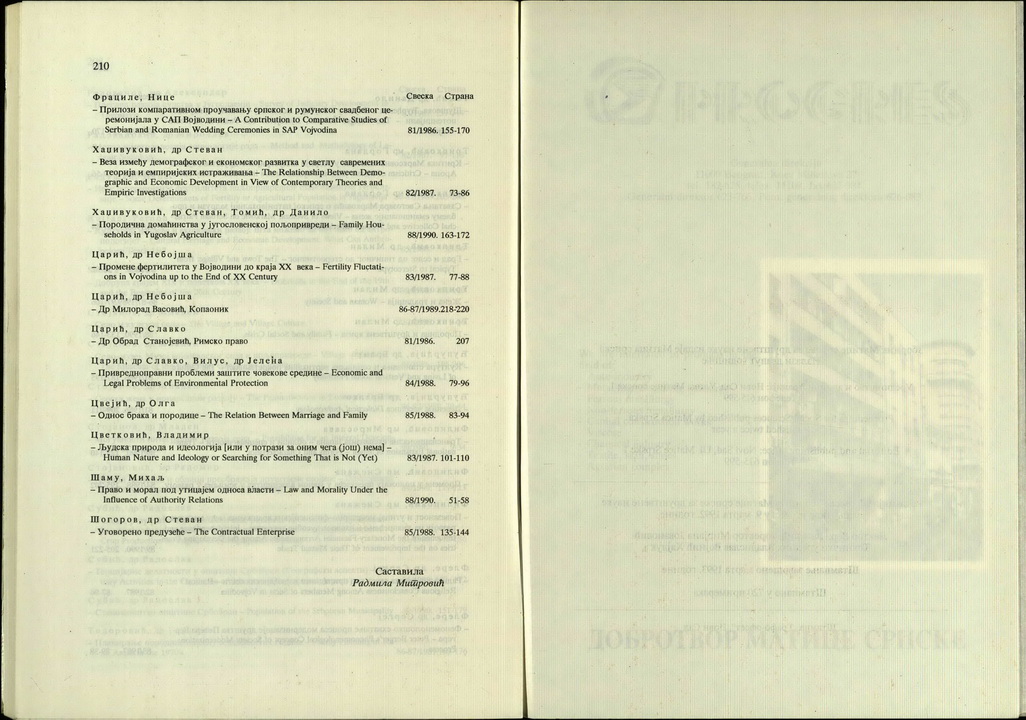 210
Фрациле, Нице Свеска Страна
– Прилози компаративном проучавању српског и румунског свадбеног це-
ремонијала у САП Војводини – A Contribution to Comparative Studies of
Serbian and Romanian Wedding Ceremonies in SAP Vojvodina 81/1986. 155-170
Хаџивуковић, др Стеван
– Веза између демографског и економског развитка у светлу савремених
теорија и емпиријских истраживања – The Relationship Between Demo-
graphic and Economic Development in View of Contemporary Theories and
Empiric Investigations 82/1987. 73-86
Хаџивуковић, др Стеван, Томић, др Данило
– Породична домаћинства у југословенској пољопривреди – Family Hou-
seholds in Yugoslav Agriculture 88/1990. 163-172
Царић, др Небојша
– Промене фертилитета у Војводини до краја XX века – Fertility Fluctati-
ons in Vojvodina up to the End of XX Century 83/1987. 77-88
Царић, др Небојша
– Др Милорад Васовић, Копаоник 86-87/1989.218-220
Царић, др Славко
– Др Обрад Станојевић, Римско право 81/1986. 207
Царић, др Славко, Вилус, др Јелена
– Привредноправни проблеми заштите човекове средине – Economic and
Legal Problems of Environmental Protection 84/1988. 79-96
Цвејић, др Олга
– Однос брака и породице – The Relation Between Marriage and Family 85/1988. 83-94
Цветковић, Владимир
– Људска природа и идеологија [или у потрази за оним чега (још) нема] –
Human Nature and Ideology or Searching for Something That is Not (Yet) 83/1987. 101-110
Шаму, Михаљ
– Право и морал под утицајем односа власти – Law and Morality Under the
Influence of Authority Relations 88/1990. 51-58
Шогоров, др Стеван
– Уговорено предузеће – The Contractual Enterprise 85/1988. 135-144
Саставила
Радмила Митровић